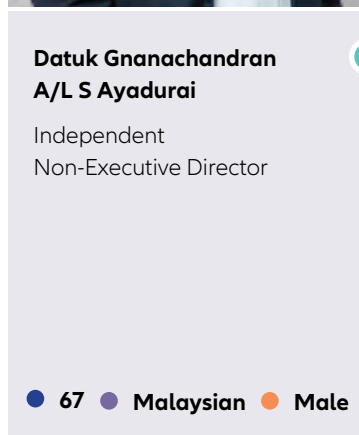 Datuk Gnanachandran
A/L S Ayadurai
Independent
Non-Executive Director
67 Malaysian Male